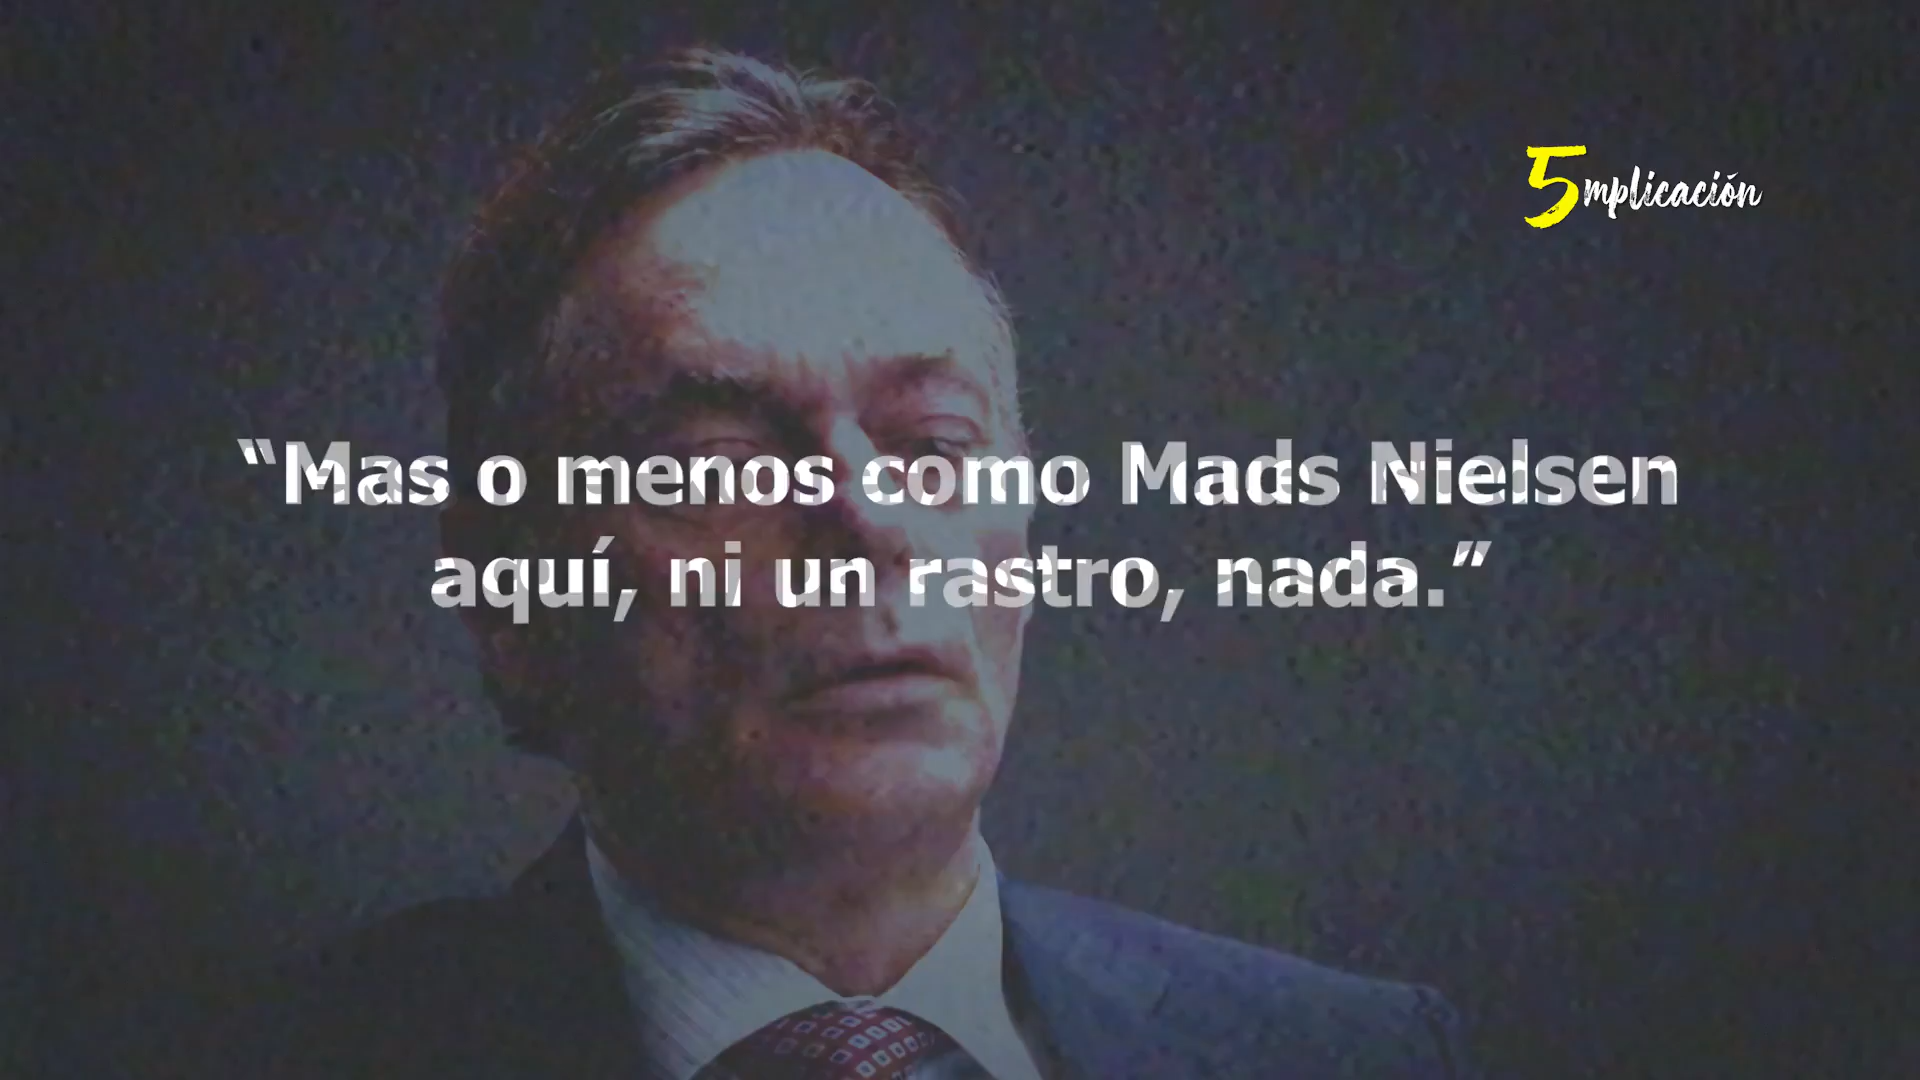 5mplicación
“Mas o menos como Mads Nielsen
aquí, ni un rastro, nada.”